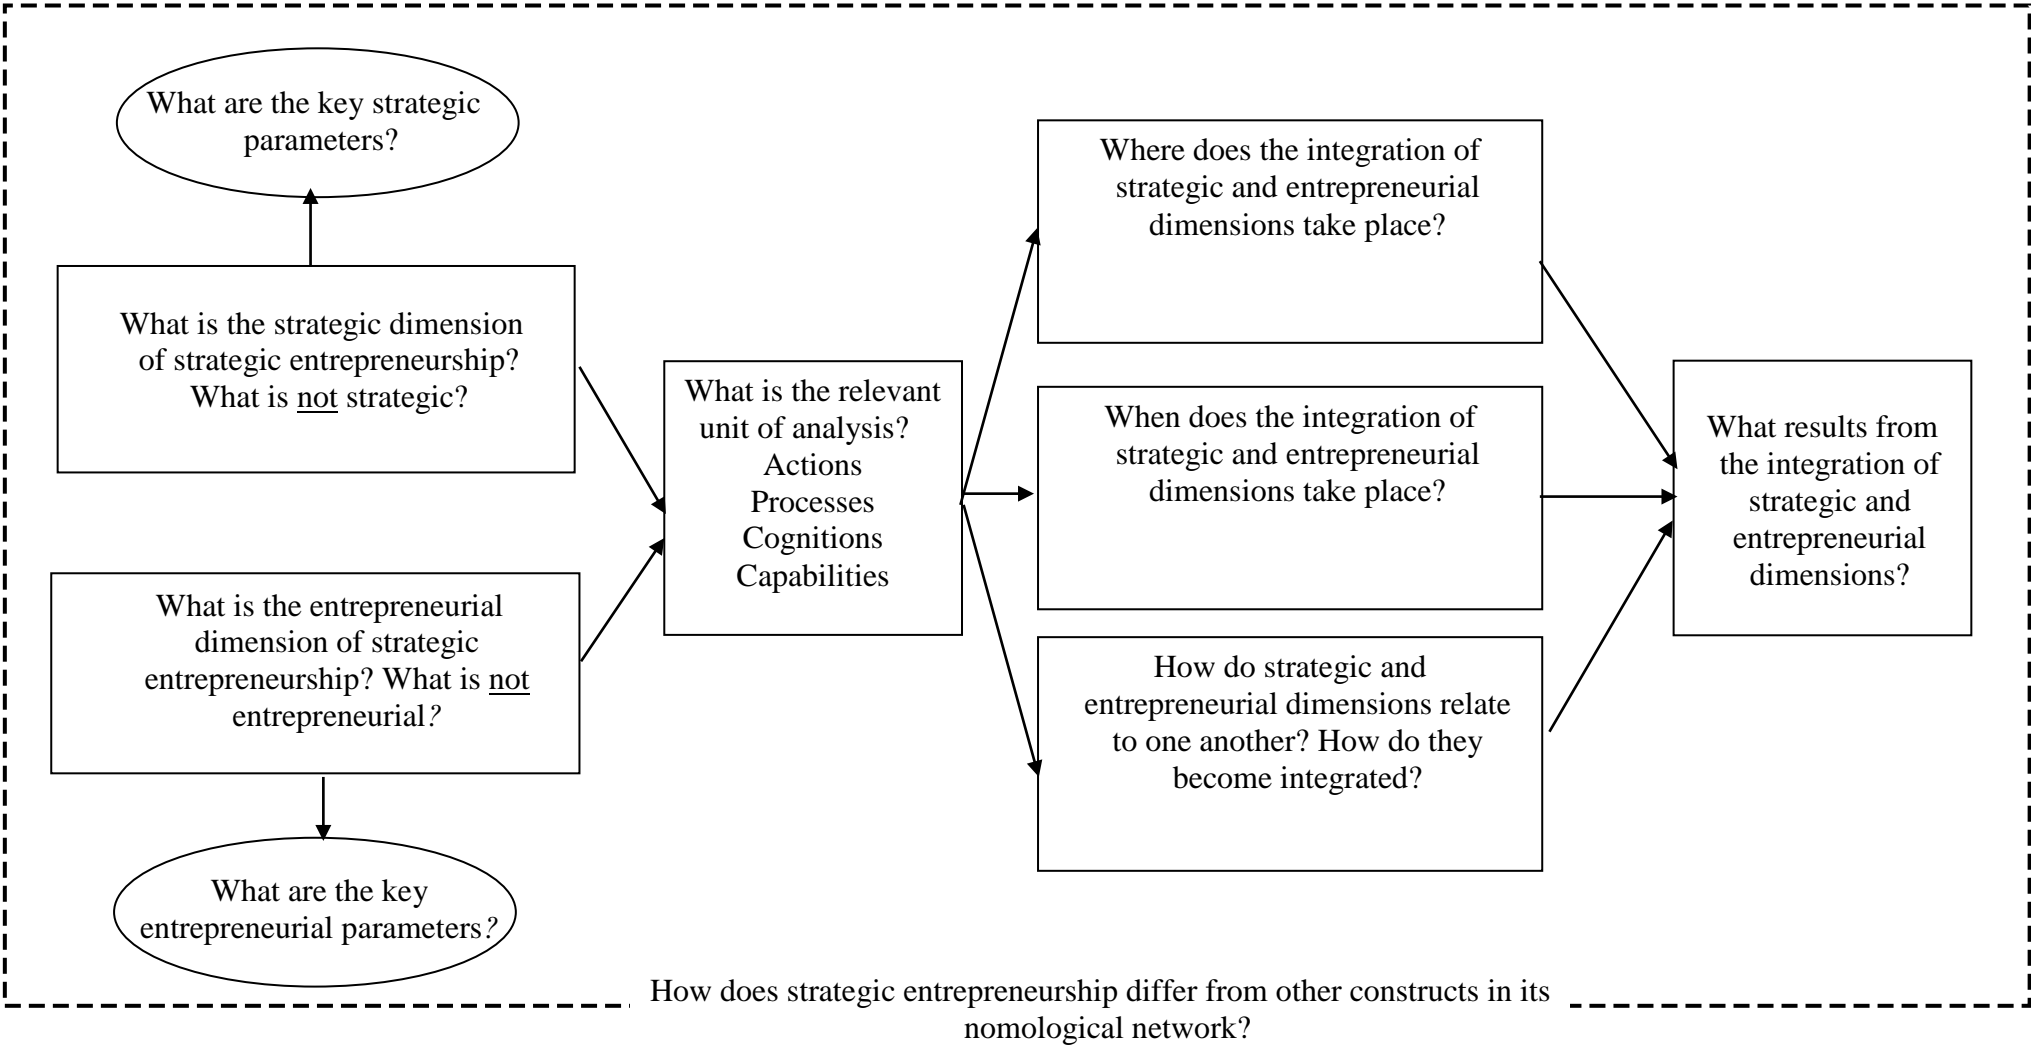 What are the key strategic
parameters?
What is the strategic dimension
of strategic entrepreneurship?
What is not strategic?
What is the entrepreneurial
dimension of strategic
entrepreneurship? What is not
entrepreneurial?
What are the key
entrepreneurial parameters?
What is the relevant
unit of analysis?
Actions
Processes
Cognitions
Capabilities
Where does the integration of
strategic and entrepreneurial
dimensions take place?
When does the integration of
strategic and entrepreneurial
dimensions take place?
How do strategic and
entrepreneurial dimensions relate
to one another? How do they
become integrated?
What results from
the integration of
strategic and
entrepreneurial
dimensions?
How does strategic entrepreneurship differ from other constructs in its
nomological network?